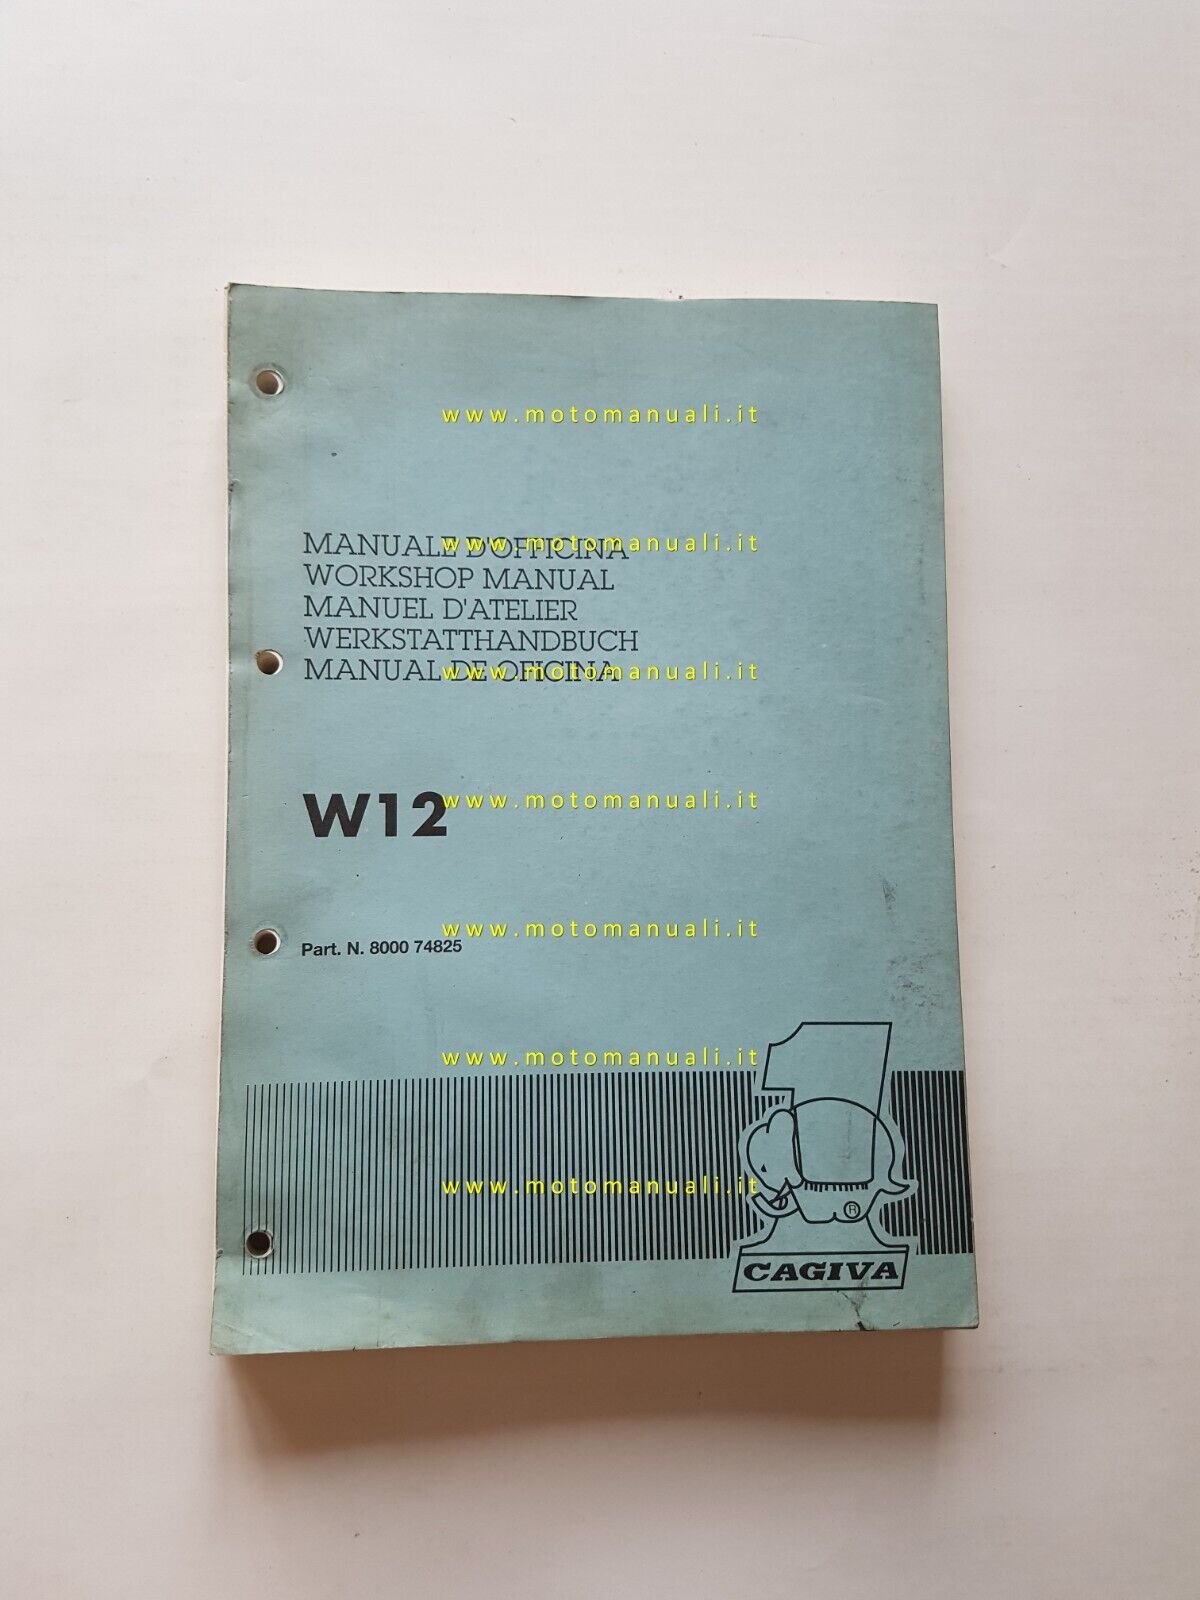 www.motomanuali.it
MANUALE D'OFFICINA
www.motomanuali.it
WORKSHOP MANUAL
MANUEL D'ATELIER
WERKSTATTHANDBUCH
MANUAL DE OFICINA
www.motomanuali.it
W12
www.motomanuali.it
www.motomanuali.it
Part. N. 8000 74825
www.motomanuali.it
1
www.motomanuali.it
®
CAGIVA